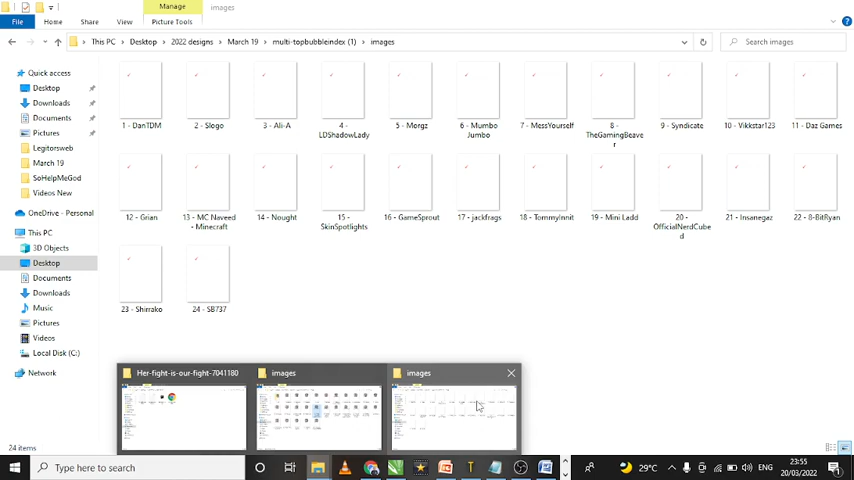 Manage
images
File
Home
Share
View
Picture Tools
This PC
Desktop
2022 designs
March 19
multi-topbubbleindex (1)
images
Search images
Quick access
Desktop
Downloads
Documents
Pictures
Legitorsweb
March 19
SoHelpMeGod
Videos New
OneDrive - Personal
This PC
3D Objects
Desktop
Documents
Downloads
Music
Pictures
Videos
Local Disk (C:)
Network
1 - DanTDM
2 - Slogo
3 - Ali-A
4 -
LDShadowLady
5 - Morgz
6 - Mumbo
Jumbo
7 - MessYourself
8 -
TheGamingBeave
r
9 - Syndicate
10 - Vikkstar123
11 - Daz Games
12 - Grian
13 - MC Naveed
- Minecraft
14 - Nought
15 -
SkinSpotlights
16 - GameSprout
17 - jackfrags
18 - TommyInnit
19 - Mini Ladd
20 -
OfficialNerdCube
d
21 - Insanegaz
22 - 8-BitRyan
23 - Shirrako
24 - SB737
Her-fight-is-our-fight-7041180
images
images
24 items
Type here to search
29°C
ENG
23:55
20/03/2022
1